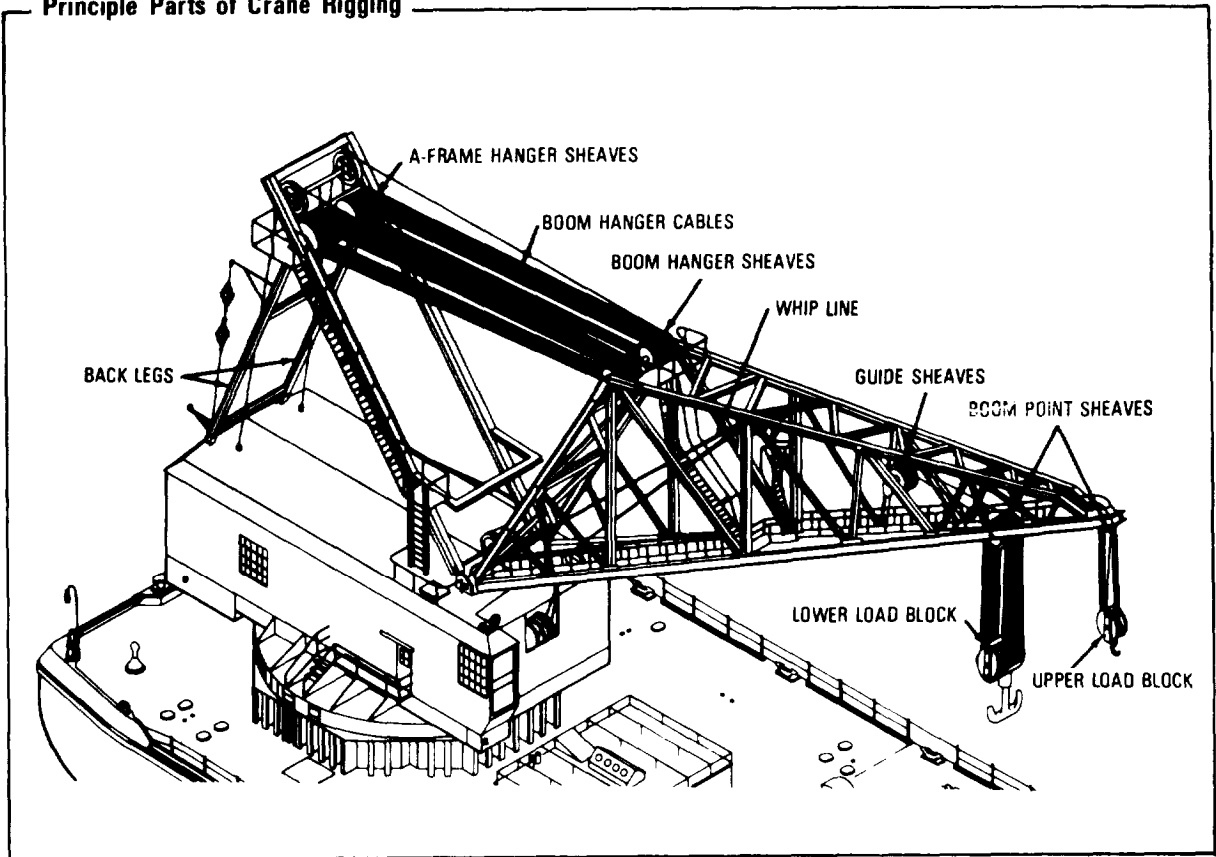 Principle Parts of Crane Rigging
A-FRAME HANGER SHEAVES
BOOM HANGER CABLES
BOOM HANGER SHEAVES
WHIP LINE
BACK LEGS
GUIDE SHEAVES
BOOM POINT SHEAVES
LOWER LOAD BLOCK
UPPER LOAD BLOCK